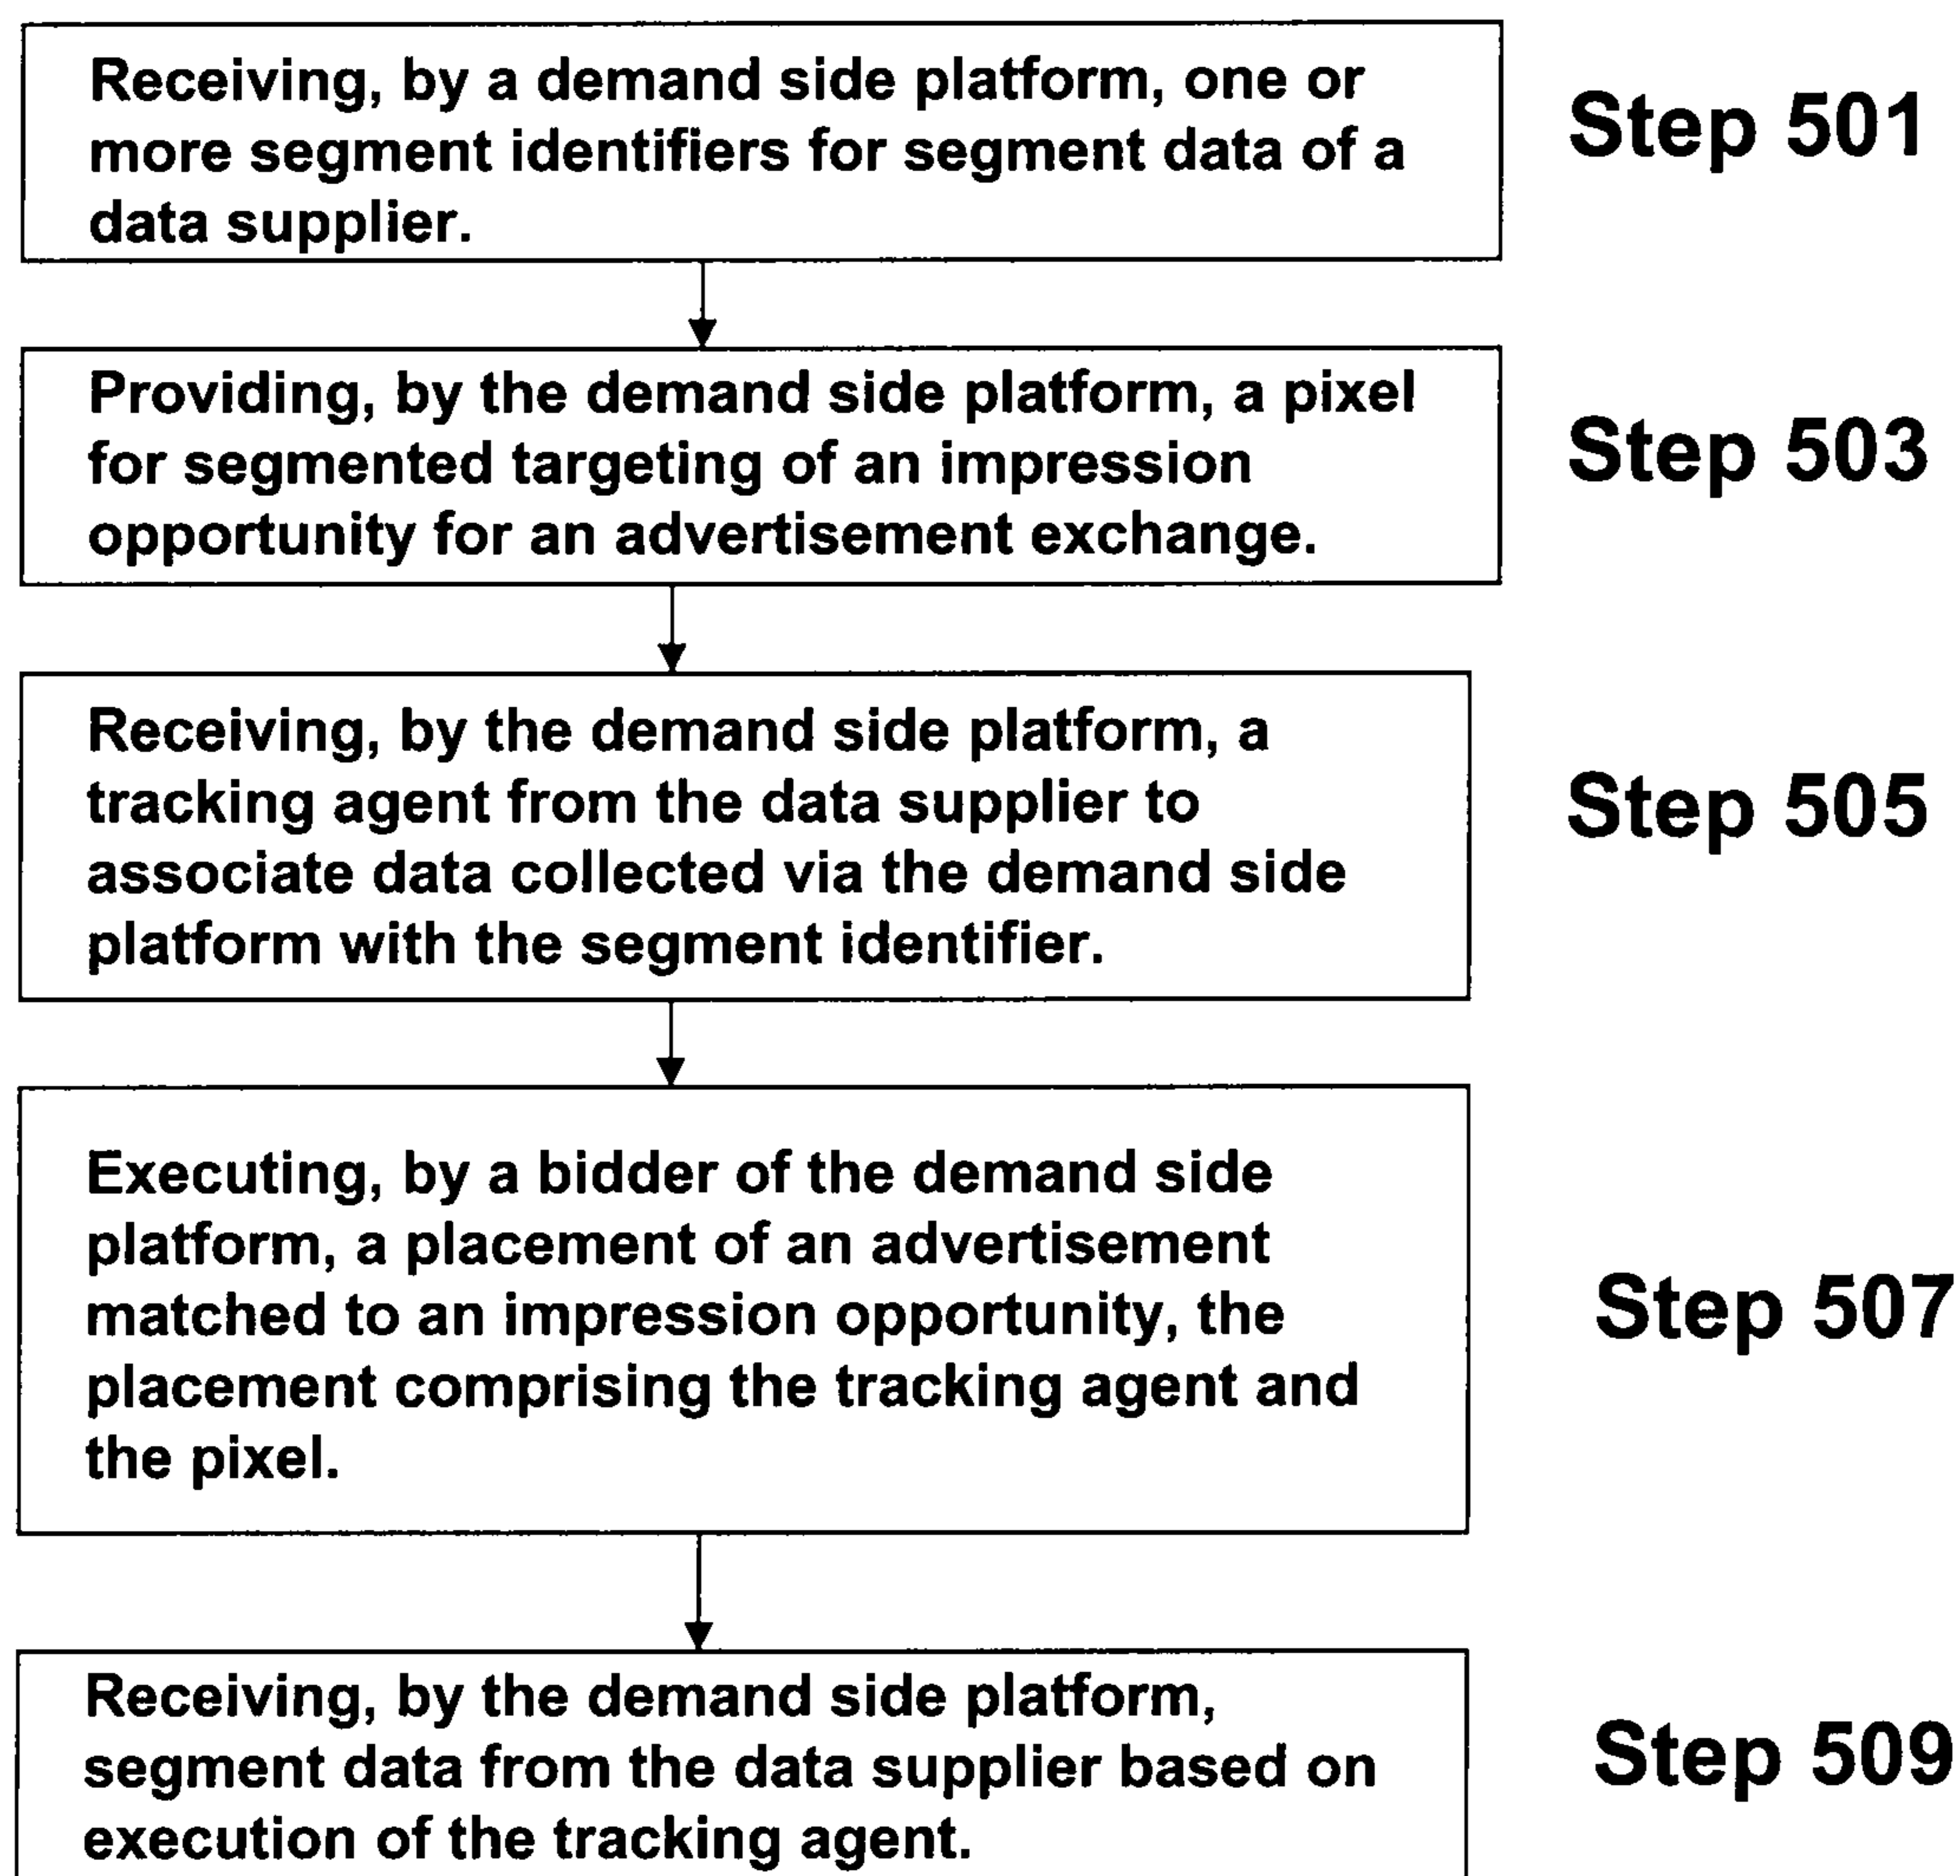 Receiving, by a demand side platform, one or
more segment identifiers for segment data of a
data supplier.
Step 501
Providing, by the demand side platform, a pixel
for segmented targeting of an impression
opportunity for an advertisement exchange.
Step 503
Receiving, by the demand side platform, a
tracking agent from the data supplier to
associate data collected via the demand side
platform with the segment identifier.
Step 505
Executing, by a bidder of the demand side
platform, a placement of an advertisement
matched to an impression opportunity, the
placement comprising the tracking agent and
the pixel.
Step 507
Receiving, by the demand side platform,
segment data from the data supplier based on
execution of the tracking agent.
Step 509